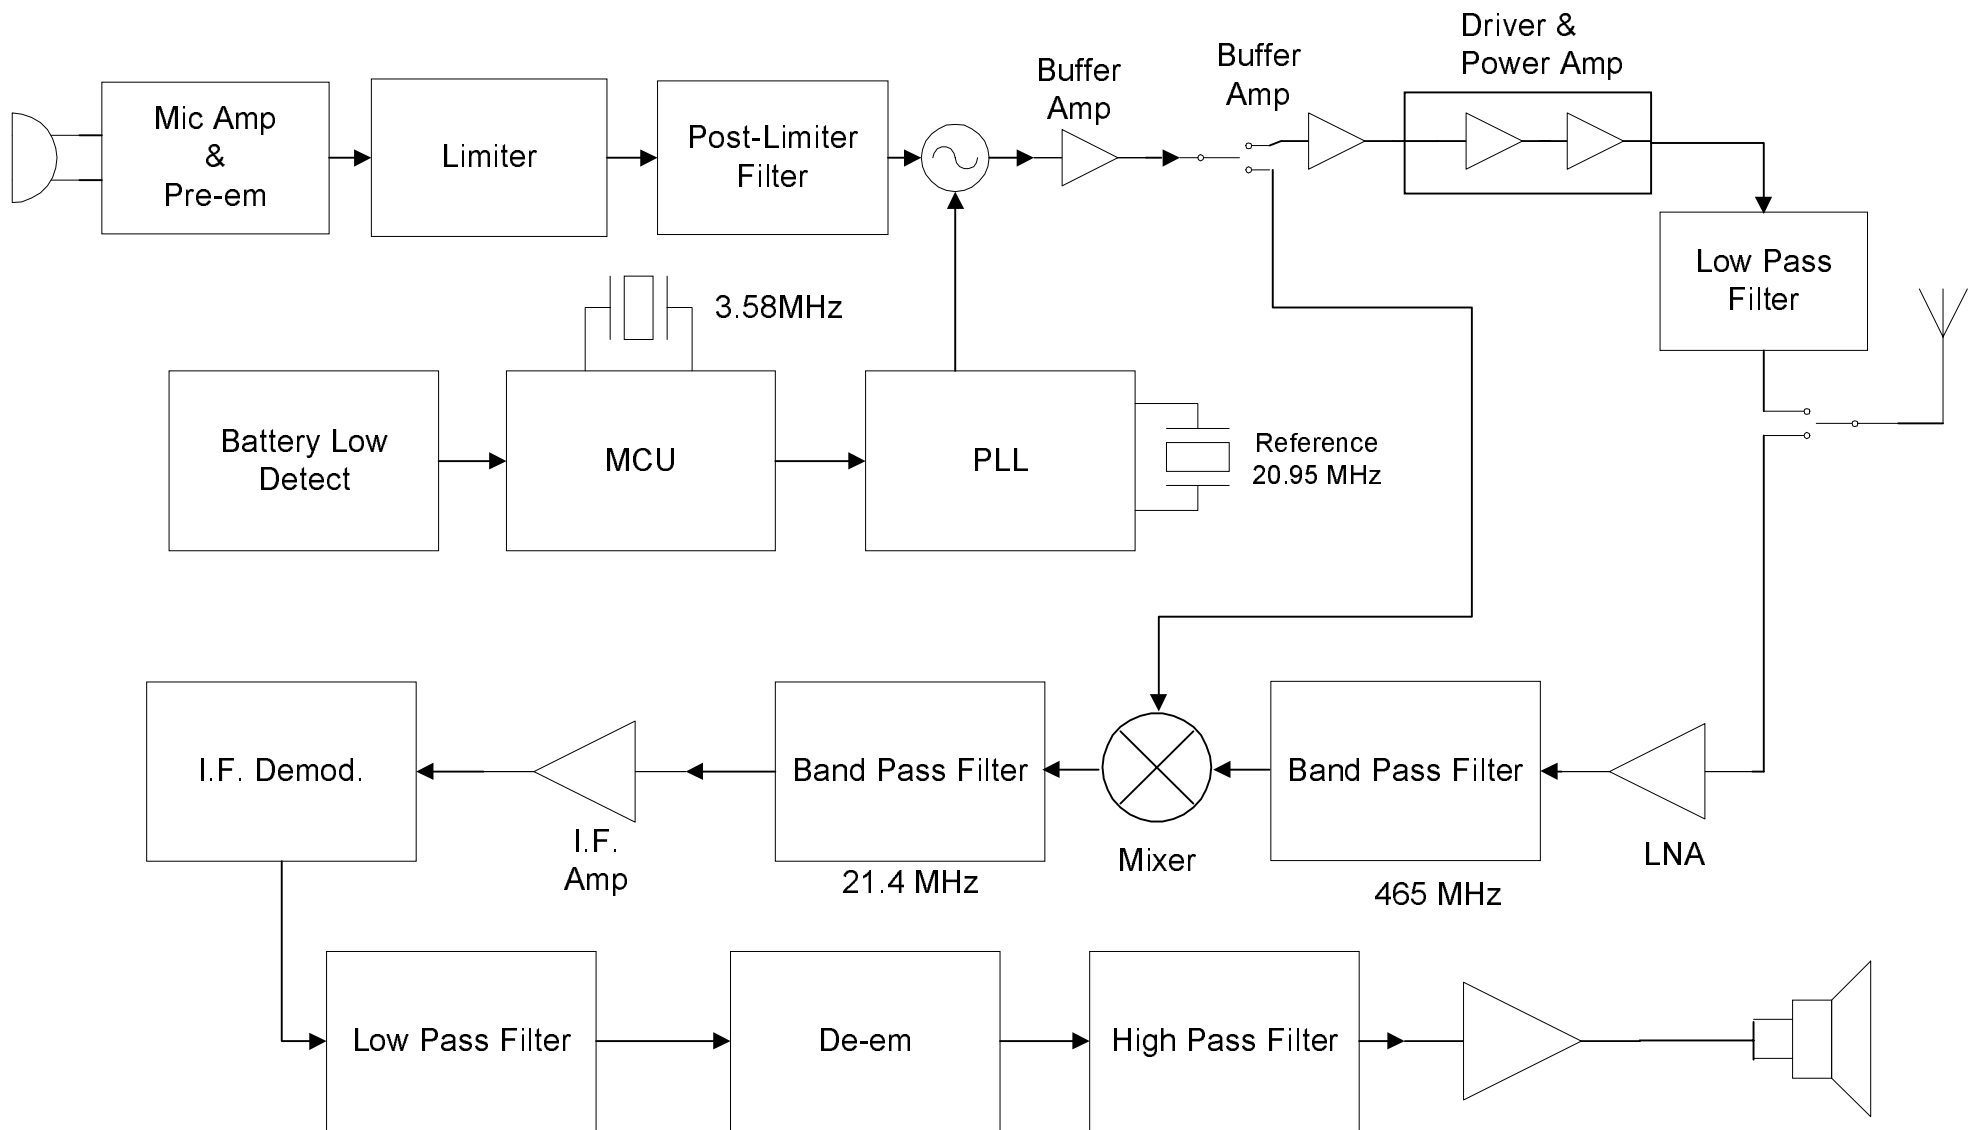 Driver &
Power Amp
Buffer
Amp
Buffer
Amp
Mic Amp
&
Pre-em
Limiter
Post-Limiter
Filter
Low Pass
Filter
3.58MHz
Battery Low
Detect
MCU
PLL
Reference
20.95 MHz
I.F. Demod.
I.F.
Amp
Band Pass Filter
21.4 MHz
Mixer
Band Pass Filter
465 MHz
LNA
Low Pass Filter
De-em
High Pass Filter